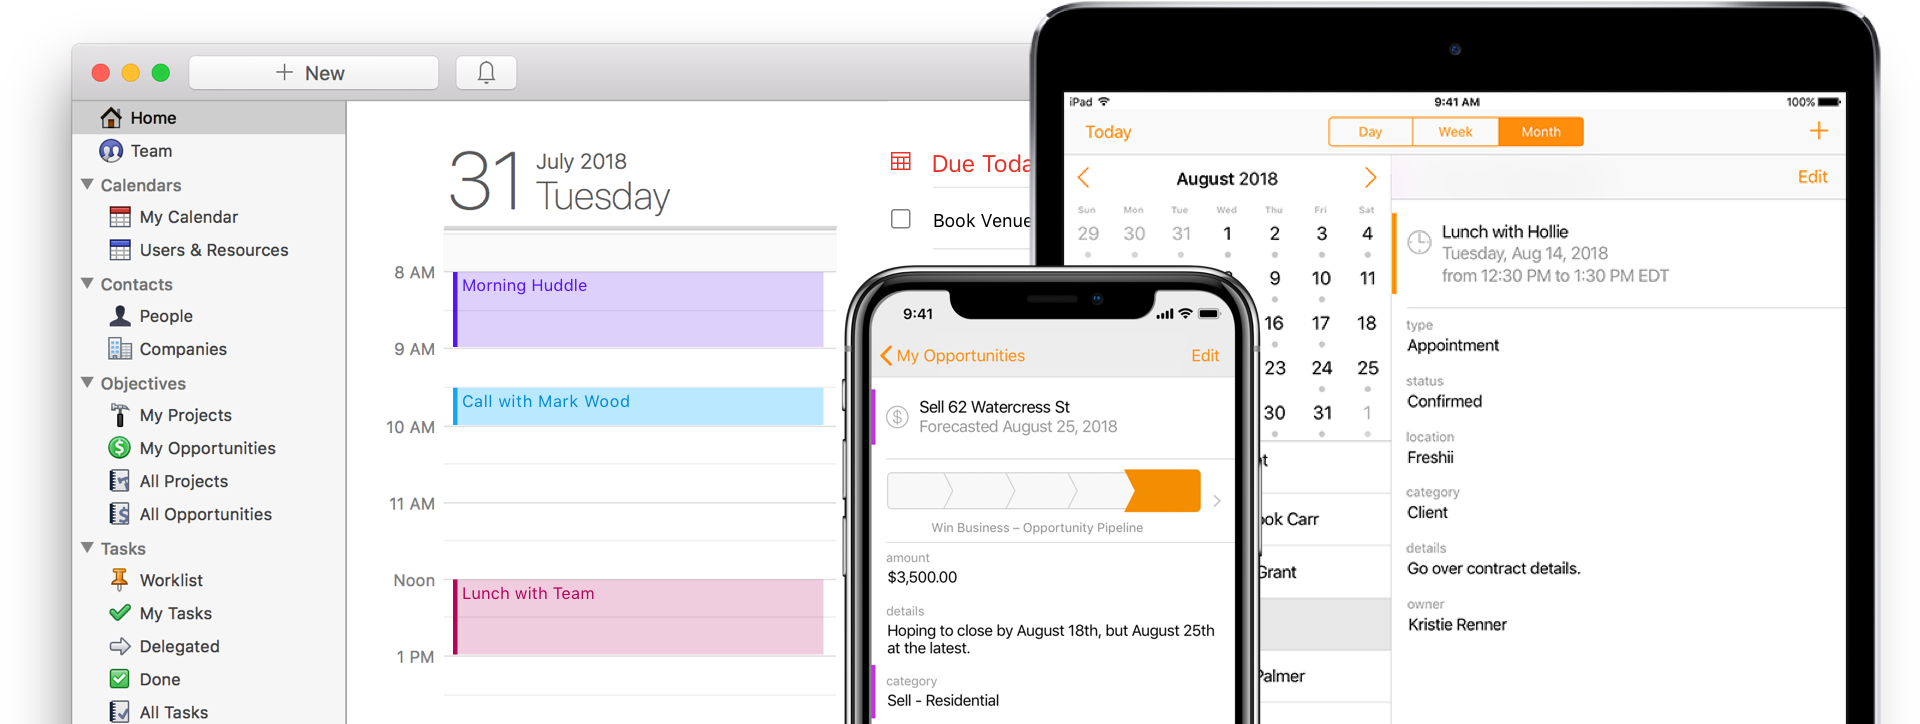 New
Home
Team
Calendars
My Calendar
Users & Resources
Contacts
People
Companies
Objectives
My Projects
My Opportunities
All Projects
All Opportunities
Tasks
Worklist
My Tasks
Delegated
Done
All Tasks
31
July 2018
Tuesday
8 AM
Morning Huddle
9 AM
Call with Mark Wood
10 AM
11 AM
Noon
Lunch with Team
1 PM
Due Toda
Book Venue
9:41
My Opportunities
Edit
Sell 62 Watercress St
Forecasted August 25, 2018
Win Business – Opportunity Pipeline
amount
$3,500.00
details
Hoping to close by August 18th, but August 25th
at the latest.
category
Sell - Residential
iPad
9:41 AM
100%
Today
Day
Week
Month
Edit
August 2018
Sun Mon Tue Wed Thu Fri Sat
29 30 31 1 2 3 4
9 10 11
16 17 18
23 24 25
30 31 1
ok Carr
Grant
Palmer
Lunch with Hollie
Tuesday, Aug 14, 2018
from 12:30 PM to 1:30 PM EDT
type
Appointment
status
Confirmed
location
Freshii
category
Client
details
Go over contract details.
owner
Kristie Renner